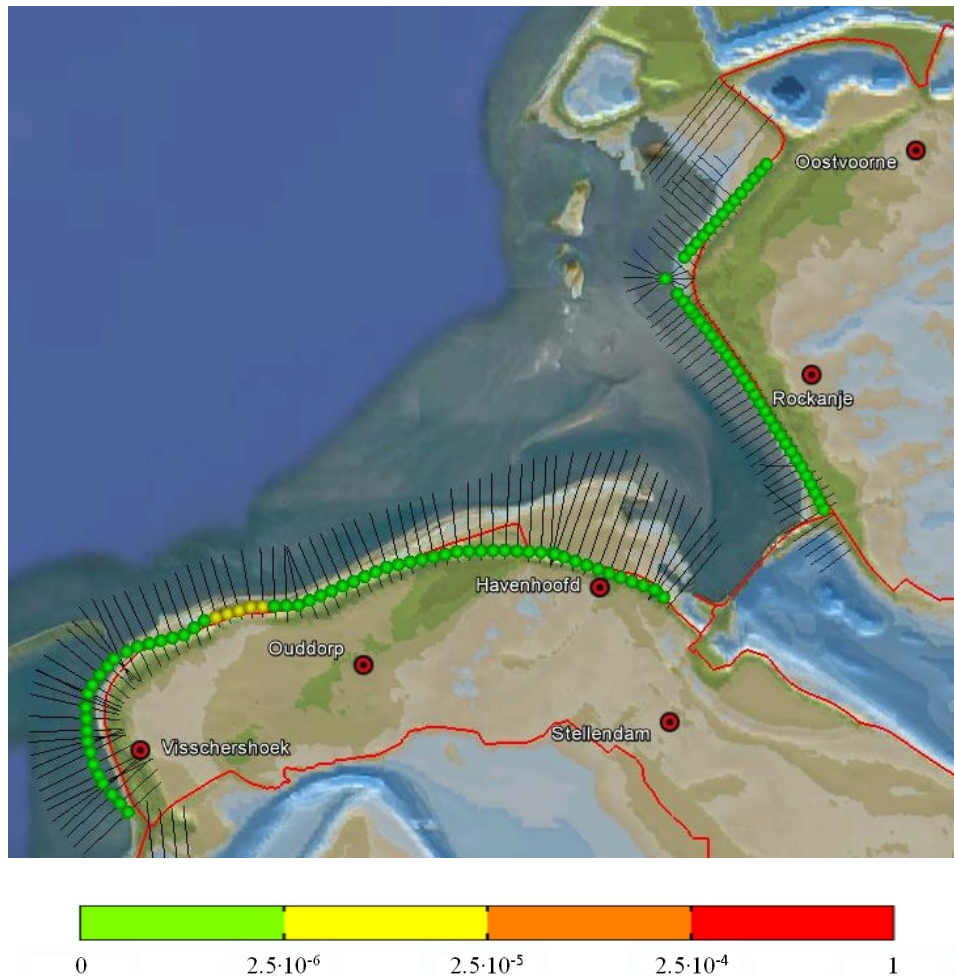 Oostvoorne
Rockanje
Havenhoofd
Ouddorp
Stellendam
Visschershoek
0 2.5·10⁻⁶ 2.5·10⁻⁵ 2.5·10⁻⁴ 1